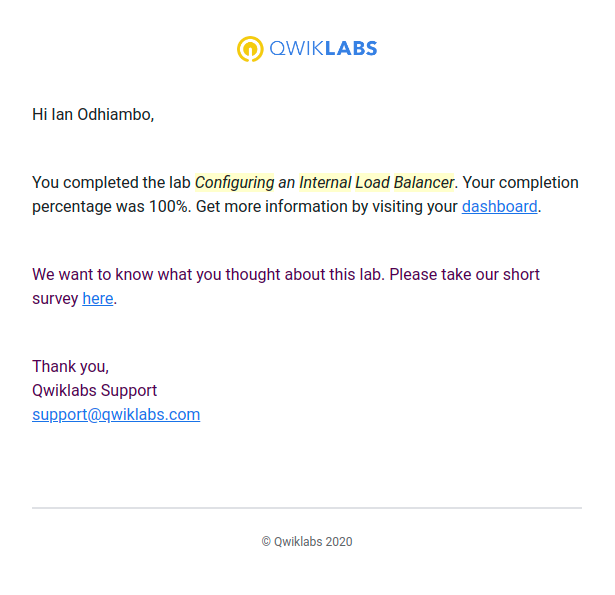 QWIKLABS
Hi Ian Odhiambo,
You completed the lab Configuring an Internal Load Balancer. Your completion
percentage was 100%. Get more information by visiting your dashboard.
We want to know what you thought about this lab. Please take our short
survey here.
Thank you,
Qwiklabs Support
support@qwiklabs.com
© Qwiklabs 2020